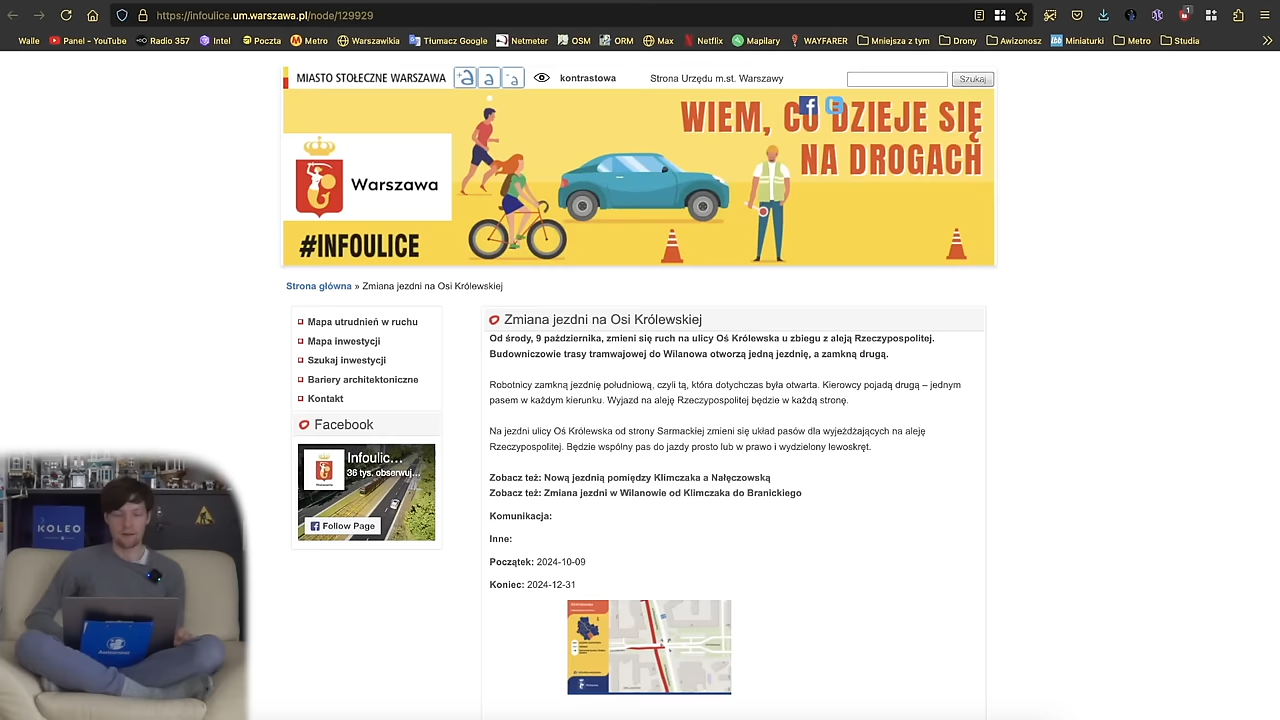 https://infoulice.um.warszawa.pl/node/129929
1
Walle Panel - YouTube Radio 357 Intel Poczta Metro Warszawikia Tłumacz Google Netmeter OSM ORM Max Netflix Mapilary WAYFARER Mniejsza z tym Drony Awizonosz Miniaturki Metro Studia
MIASTO STOŁECZNE WARSZAWA +a a -a kontrastowa Strona Urzędu m.st. Warszawy Szukaj
WIEM, CO DZIEJE SIĘ
NA DROGACH
Warszawa
#INFOULICE
Strona główna » Zmiana jezdni na Osi Królewskiej
Mapa utrudnień w ruchu
Mapa inwestycji
Szukaj inwestycji
Bariery architektoniczne
Kontakt
Facebook
Infoulic...
36 tys. obserwuj...
Follow Page
Zmiana jezdni na Osi Królewskiej
Od środy, 9 października, zmieni się ruch na ulicy Oś Królewska u zbiegu z aleją Rzeczypospolitej.
Budowniczowie trasy tramwajowej do Wilanowa otworzą jedną jezdnię, a zamkną drugą.
Robotnicy zamkną jezdnię południową, czyli tą, która dotychczas była otwarta. Kierowcy pojadą drugą – jednym
pasem w każdym kierunku. Wyjazd na aleję Rzeczypospolitej będzie w każdą stronę.
Na jezdni ulicy Oś Królewska od strony Sarmackiej zmieni się układ pasów dla wyjeżdżających na aleję
Rzeczypospolitej. Będzie wspólny pas do jazdy prosto lub w prawo i wydzielony lewoskręt.
Zobacz też: Nową jezdnią pomiędzy Klimczaka a Nałęczowską
Zobacz też: Zmiana jezdni w Wilanowie od Klimczaka do Branickiego
Komunikacja:
Inne:
Początek: 2024-10-09
Koniec: 2024-12-31
KOLEO